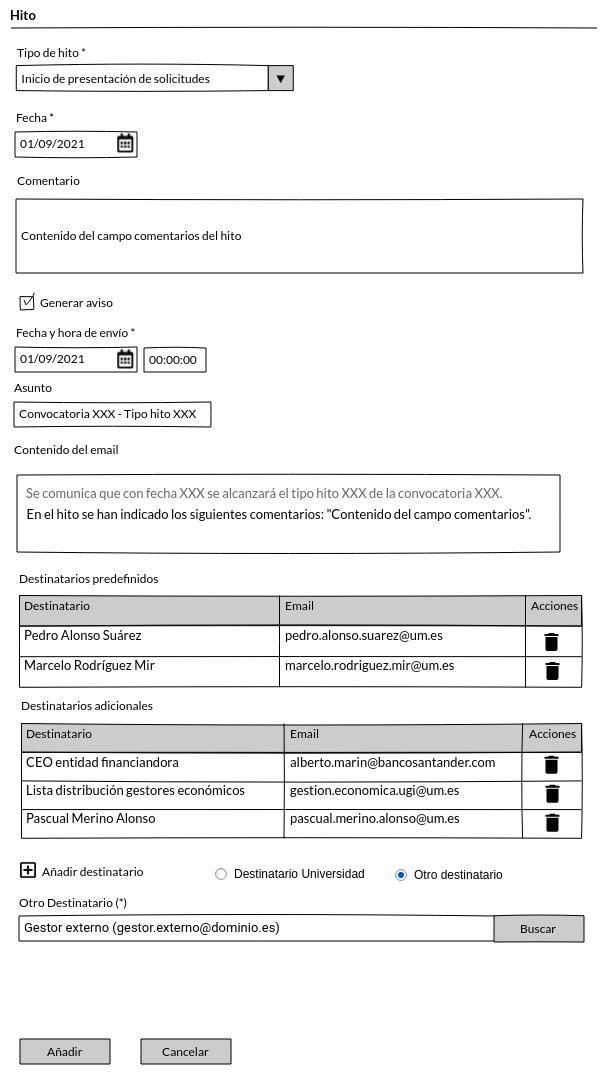 Hito
Tipo de hito *
Inicio de presentación de solicitudes
Fecha *
01/09/2021
Comentario
Contenido del campo comentarios del hito
Generar aviso
Fecha y hora de envío *
01/09/2021 00:00:00
Asunto
Convocatoria XXX - Tipo hito XXX
Contenido del email
Se comunica que con fecha XXX se alcanzará el tipo hito XXX de la convocatoria XXX.
En el hito se han indicado los siguientes comentarios: "Contenido del campo comentarios".
Destinatarios predefinidos
Destinatario Email Acciones
Pedro Alonso Suárez pedro.alonso.suarez@um.es
Marcelo Rodríguez Mir marcelo.rodriguez.mir@um.es
Destinatarios adicionales
Destinatario Email Acciones
CEO entidad financiandora alberto.marin@bancosantander.com
Lista distribución gestores económicos gestion.economica.ugi@um.es
Pascual Merino Alonso pascual.merino.alonso@um.es
Añadir destinatario Destinatario Universidad Otro destinatario
Otro Destinatario (*)
Gestor externo (gestor.externo@dominio.es) Buscar
Añadir Cancelar